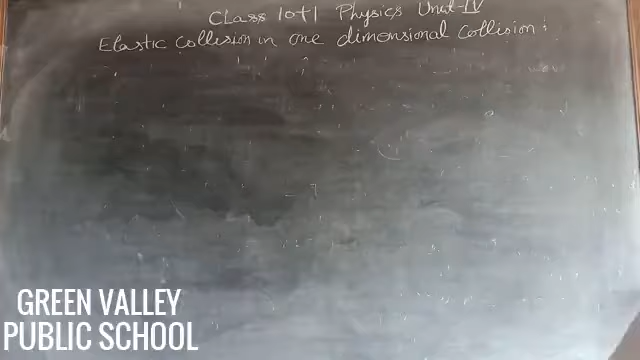 Class 10+1 Physics Unit-IV
Elastic collision in one dimensional collision:
GREEN VALLEY
PUBLIC SCHOOL